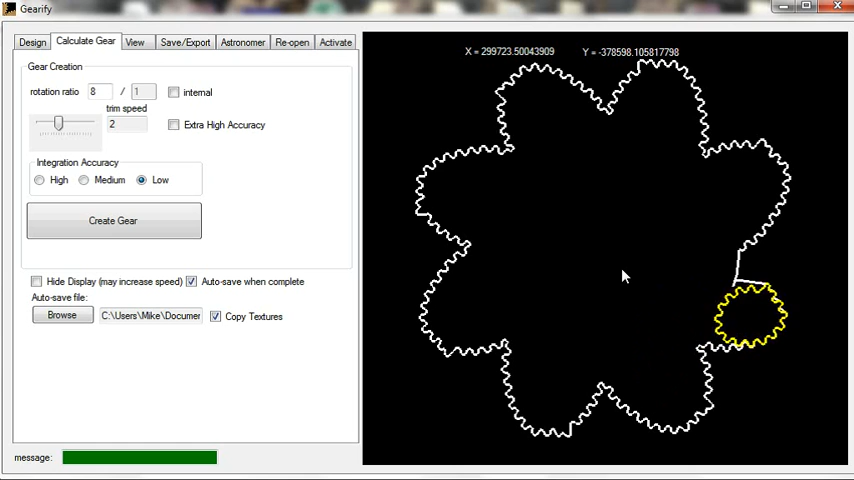 Gearify
Design
Calculate Gear
View
Save/Export
Astronomer
Re-open
Activate
X = 299723.50043909 Y = -378598.105817798
Gear Creation
rotation ratio 8 / 1 internal
trim speed
2
Extra High Accuracy
Integration Accuracy
High Medium Low
Create Gear
Hide Display (may increase speed) Auto-save when complete
Auto-save file:
Browse C:\Users\Mike\Documer Copy Textures
message: